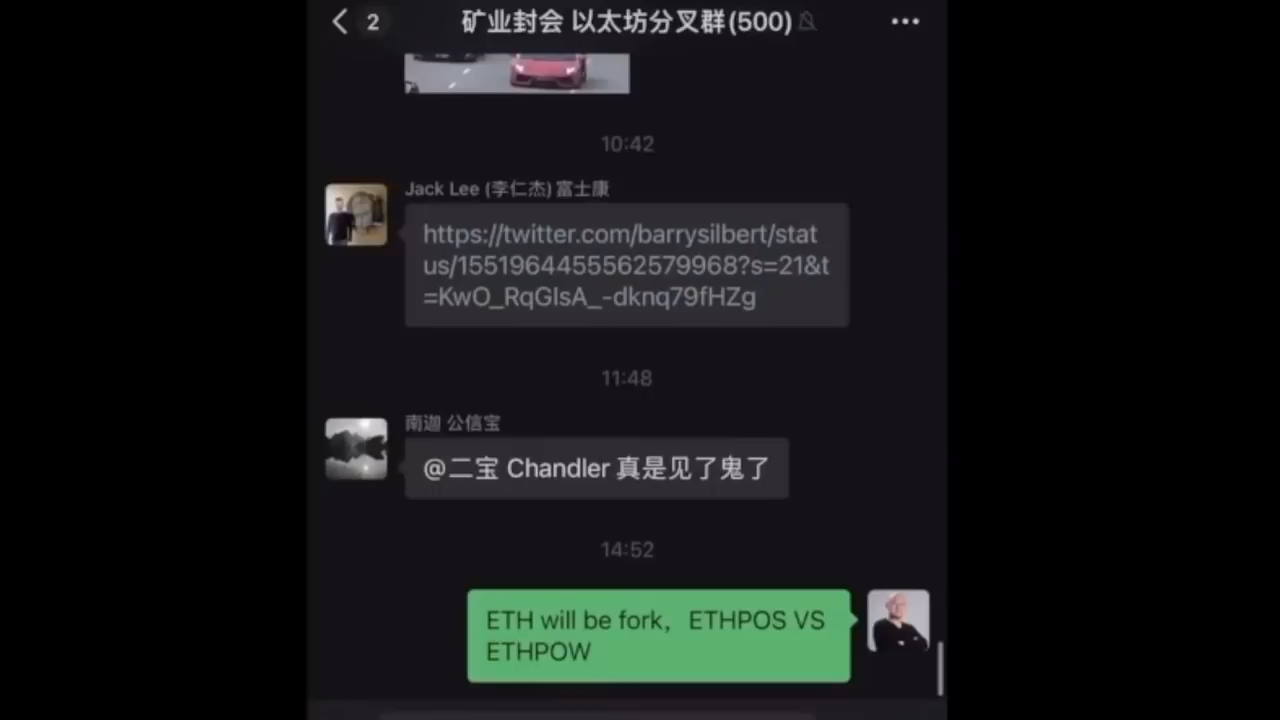 2
矿业封会 以太坊分叉群(500)
10:42
Jack Lee (李仁杰) 富士康
https://twitter.com/barrysilbert/stat
us/1551964455562579968?s=21&t
=KwO_RqGIsA_-dknq79fHZg
11:48
南迦 公信宝
@二宝 Chandler 真是见了鬼了
14:52
ETH will be fork，ETHPOS VS
ETHPOW